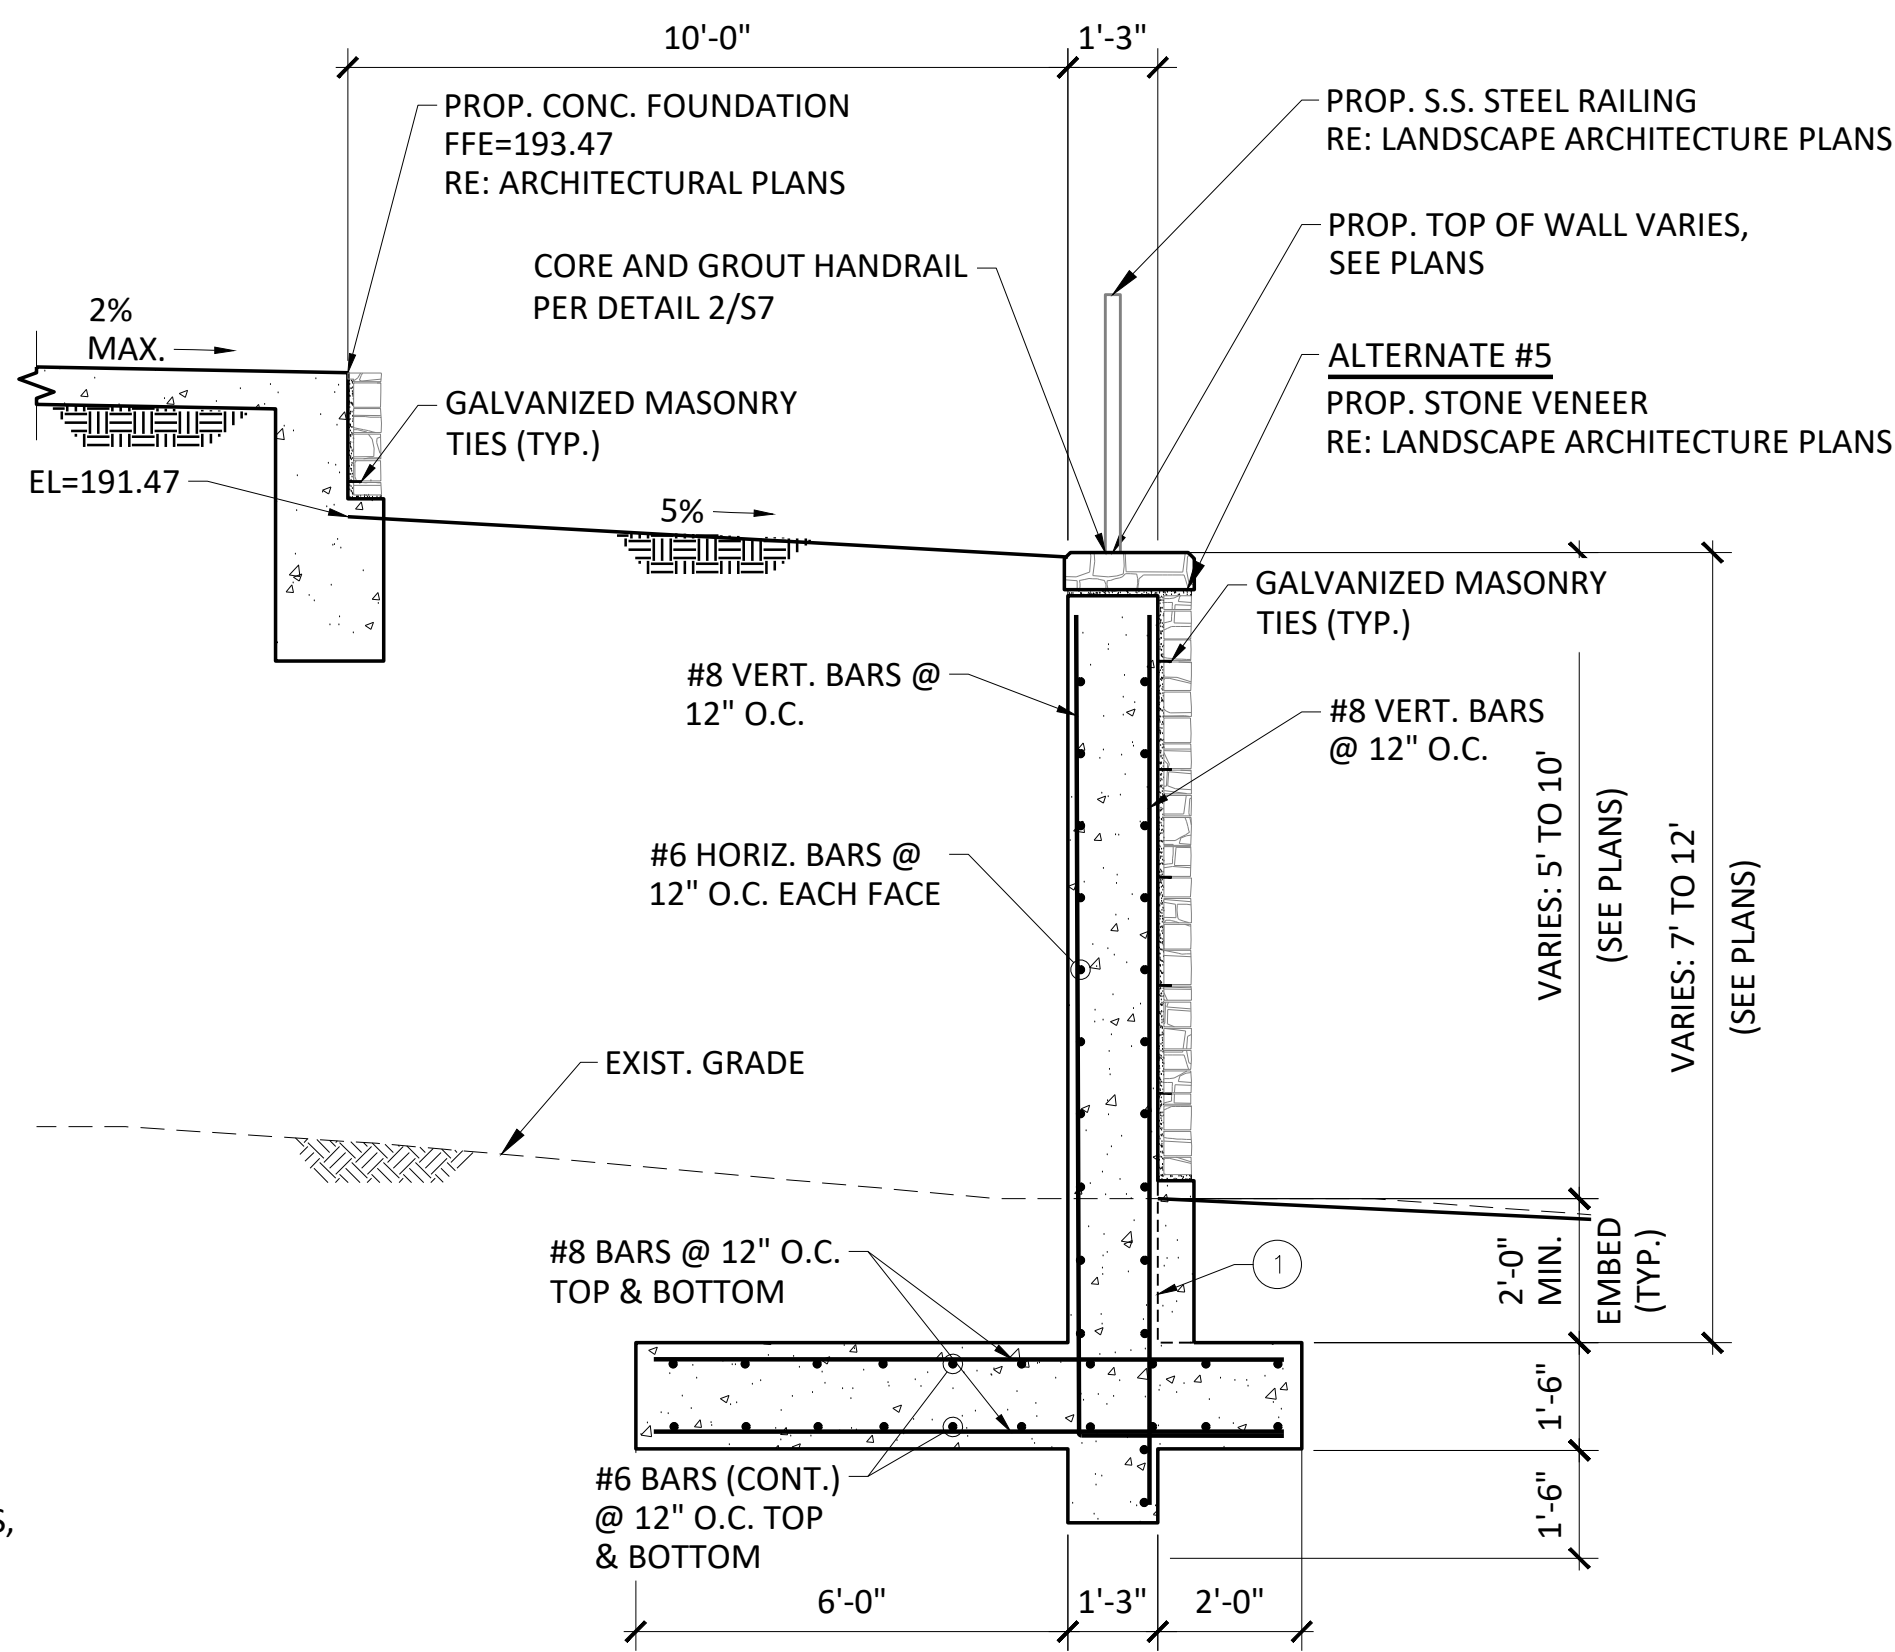 10'-0"
1'-3"
PROP. CONC. FOUNDATION
FFE=193.47
RE: ARCHITECTURAL PLANS
PROP. S.S. STEEL RAILING
RE: LANDSCAPE ARCHITECTURE PLANS
PROP. TOP OF WALL VARIES,
SEE PLANS
CORE AND GROUT HANDRAIL
PER DETAIL 2/S7
2%
MAX.
ALTERNATE #5
PROP. STONE VENEER
RE: LANDSCAPE ARCHITECTURE PLANS
GALVANIZED MASONRY
TIES (TYP.)
EL=191.47
5%
GALVANIZED MASONRY
TIES (TYP.)
#8 VERT. BARS @
12" O.C.
#8 VERT. BARS
@ 12" O.C.
VARIES: 5' TO 10'
(SEE PLANS)
VARIES: 7' TO 12'
(SEE PLANS)
#6 HORIZ. BARS @
12" O.C. EACH FACE
EXIST. GRADE
#8 BARS @ 12" O.C.
TOP & BOTTOM
1
2'-0"
MIN.
EMBED
(TYP.)
1'-6"
1'-6"
#6 BARS (CONT.)
@ 12" O.C. TOP
& BOTTOM
6'-0"
1'-3"
2'-0"